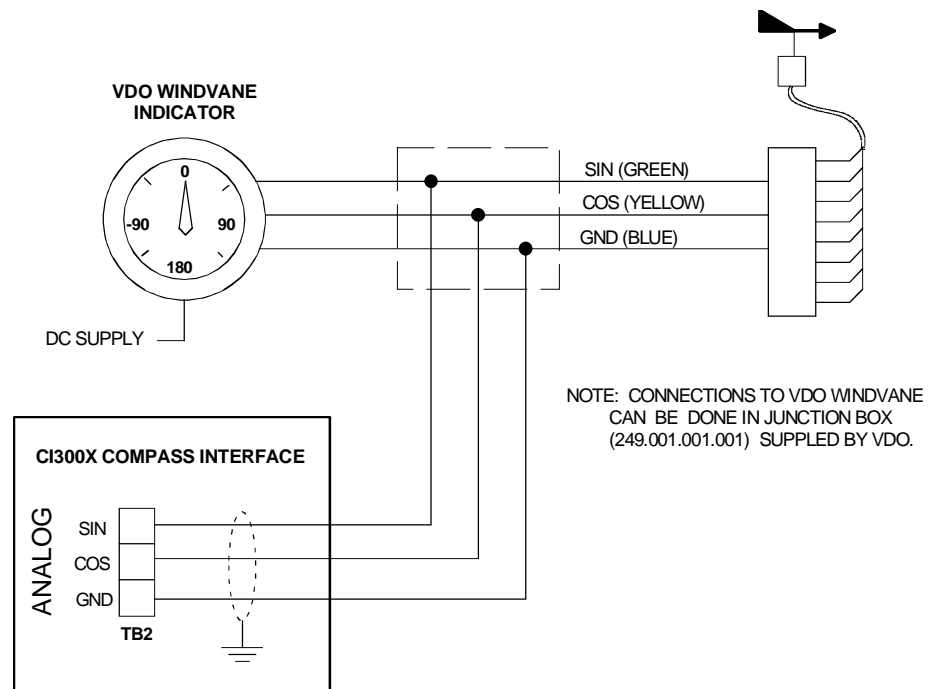 VDO WINDVANE
INDICATOR
0
-90
90
180
DC SUPPLY
SIN (GREEN)
COS (YELLOW)
GND (BLUE)
NOTE: CONNECTIONS TO VDO WINDVANE
CAN BE DONE IN JUNCTION BOX
(249.001.001.001) SUPPLED BY VDO.
CI300X COMPASS INTERFACE
ANALOG
SIN
COS
GND
TB2